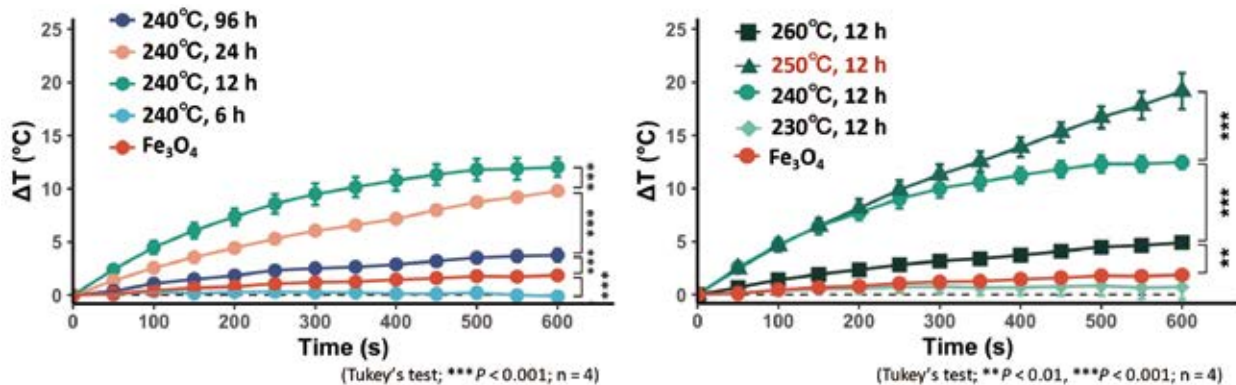 25
20
15
10
5
0
ΔT (°C)
240℃, 96 h
240℃, 24 h
240℃, 12 h
240℃, 6 h
Fe₃O₄
***
***
***
***
0 100 200 300 400 500 600
Time (s)
(Tukey's test; *** P < 0.001; n = 4)
25
20
15
10
5
0
ΔT (°C)
260℃, 12 h
250℃, 12 h
240℃, 12 h
230℃, 12 h
Fe₃O₄
***
***
**
0 100 200 300 400 500 600
Time (s)
(Tukey's test; ** P < 0.01, *** P < 0.001; n = 4)